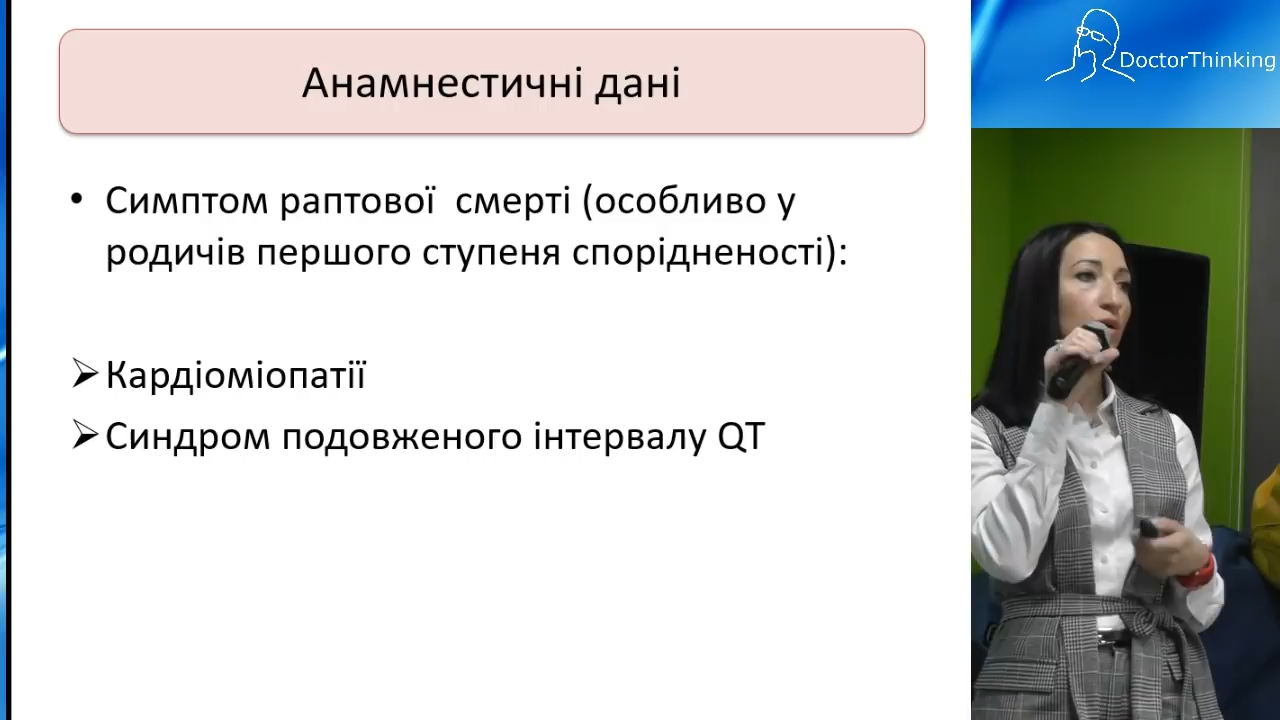 Анамнестичні дані
• Симптом раптової смерті (особливо у
родичів першого ступеня спорідненості):
➢Кардіоміопатії
➢Синдром подовженого інтервалу QT
DoctorThinking